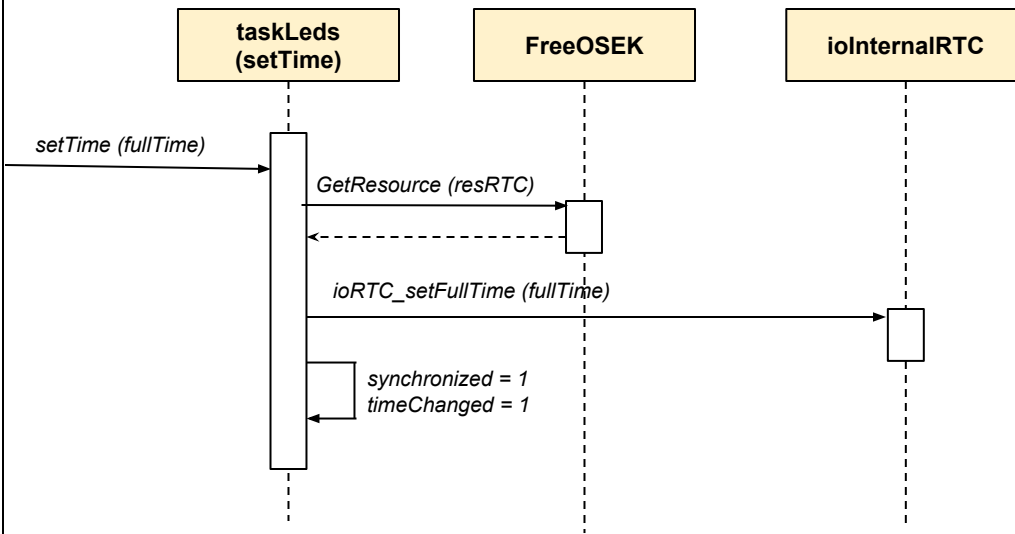 taskLeds
(setTime)
FreeOSEK
ioInternalRTC
setTime (fullTime)
GetResource (resRTC)
ioRTC_setFullTime (fullTime)
synchronized = 1
timeChanged = 1